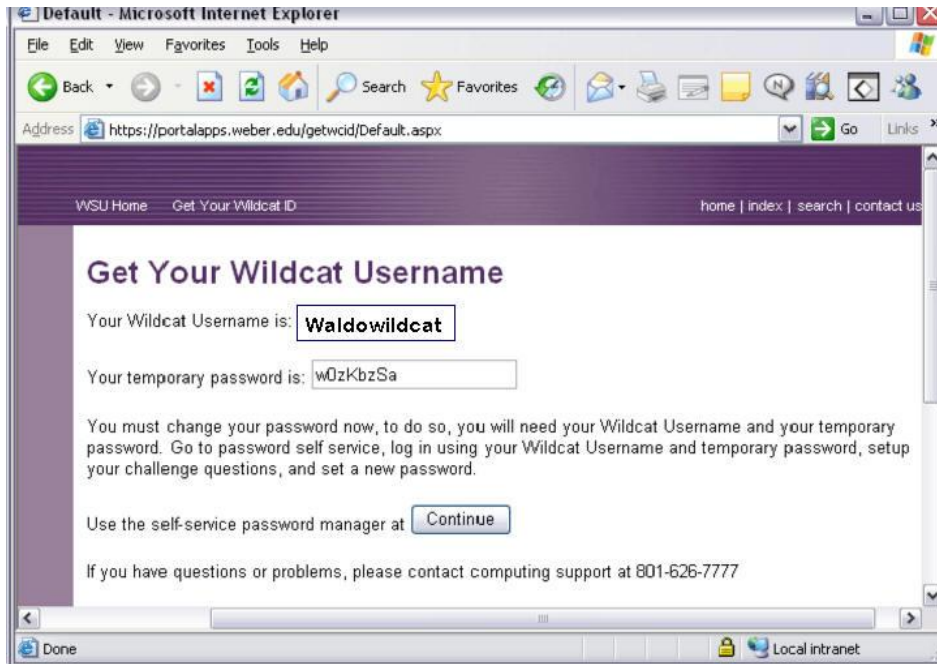 Default - Microsoft Internet Explorer
File Edit View Favorites Tools Help
Back Search Favorites
Address https://portalapps.weber.edu/getwcid/Default.aspx Go Links »
WSU Home Get Your Wildcat ID home | index | search | contact us
Get Your Wildcat Username
Your Wildcat Username is: Waldowildcat
Your temporary password is: w0zKbzSa
You must change your password now, to do so, you will need your Wildcat Username and your temporary
password. Go to password self service, log in using your Wildcat Username and temporary password, setup
your challenge questions, and set a new password.
Use the self-service password manager at Continue
If you have questions or problems, please contact computing support at 801-626-7777
Done Local intranet